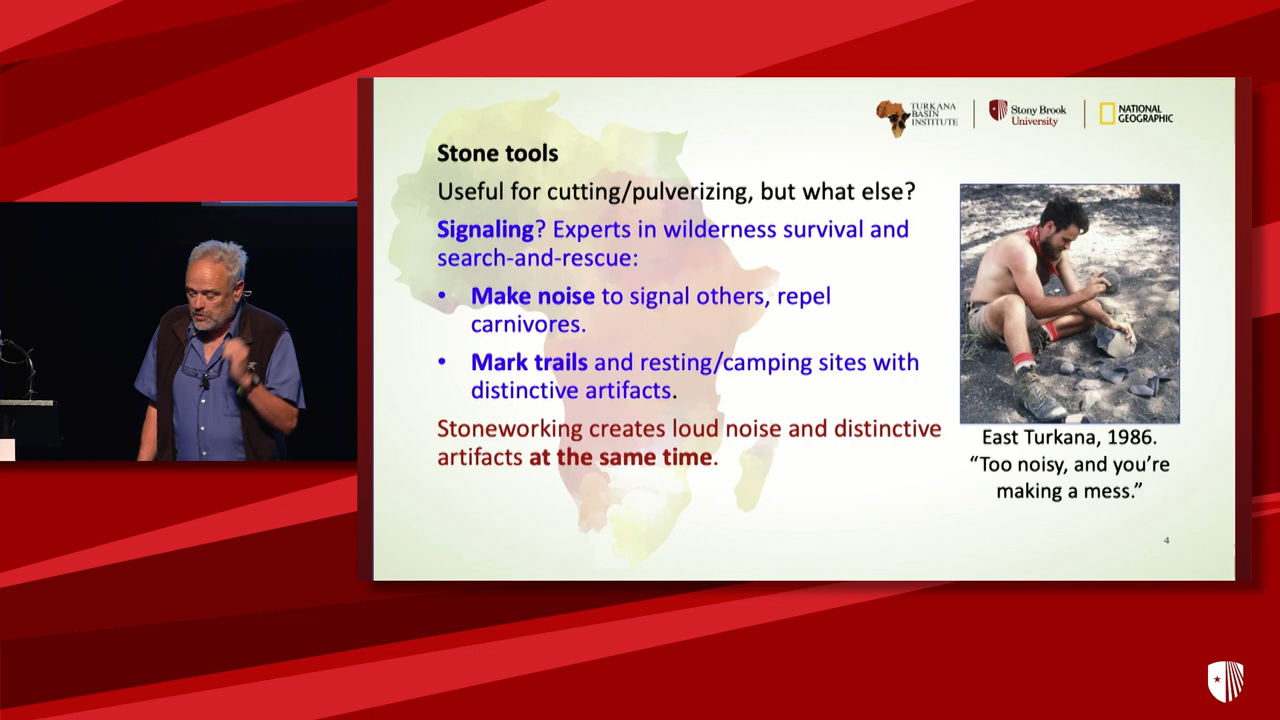 TURKANA
BASIN
INSTITUTE
Stony Brook
University
NATIONAL
GEOGRAPHIC
Stone tools
Useful for cutting/pulverizing, but what else?
Signaling? Experts in wilderness survival and
search-and-rescue:
• Make noise to signal others, repel
carnivores.
• Mark trails and resting/camping sites with
distinctive artifacts.
Stoneworking creates loud noise and distinctive
artifacts at the same time.
East Turkana, 1986.
“Too noisy, and you’re
making a mess.”
4